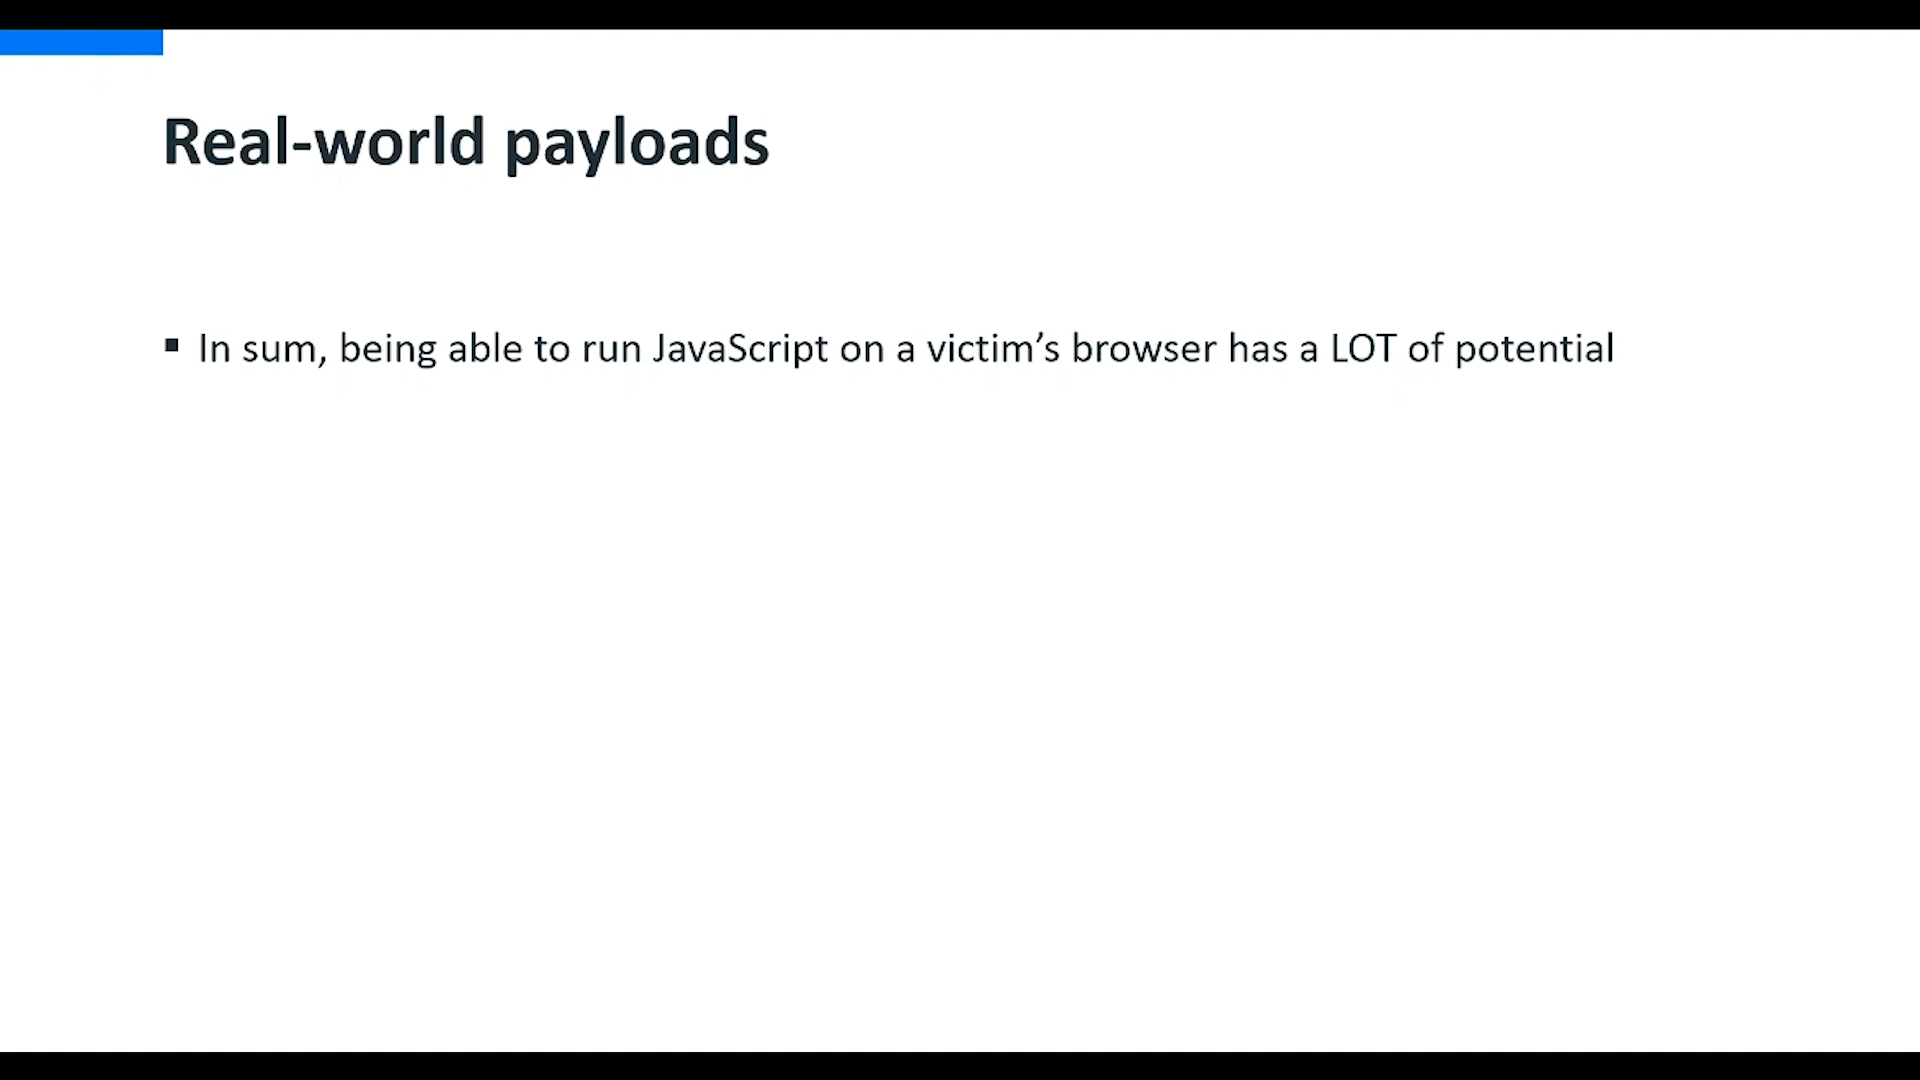 Real-world payloads
▪ In sum, being able to run JavaScript on a victim’s browser has a LOT of potential